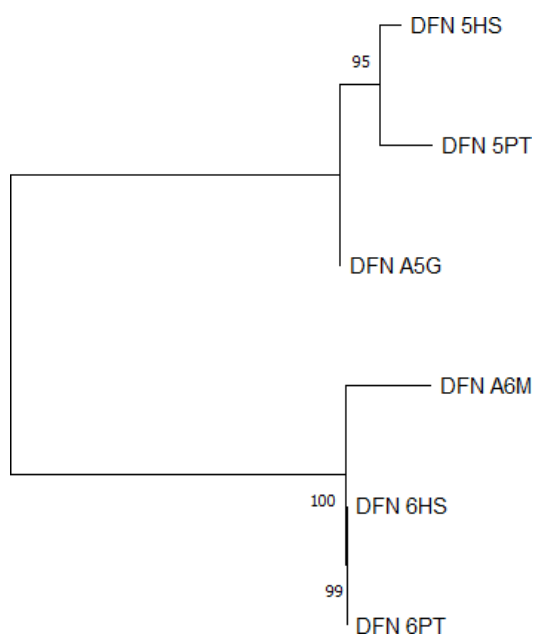 DFN 5HS
95
DFN 5PT
DFN A5G
DFN A6M
100
DFN 6HS
99
DFN 6PT